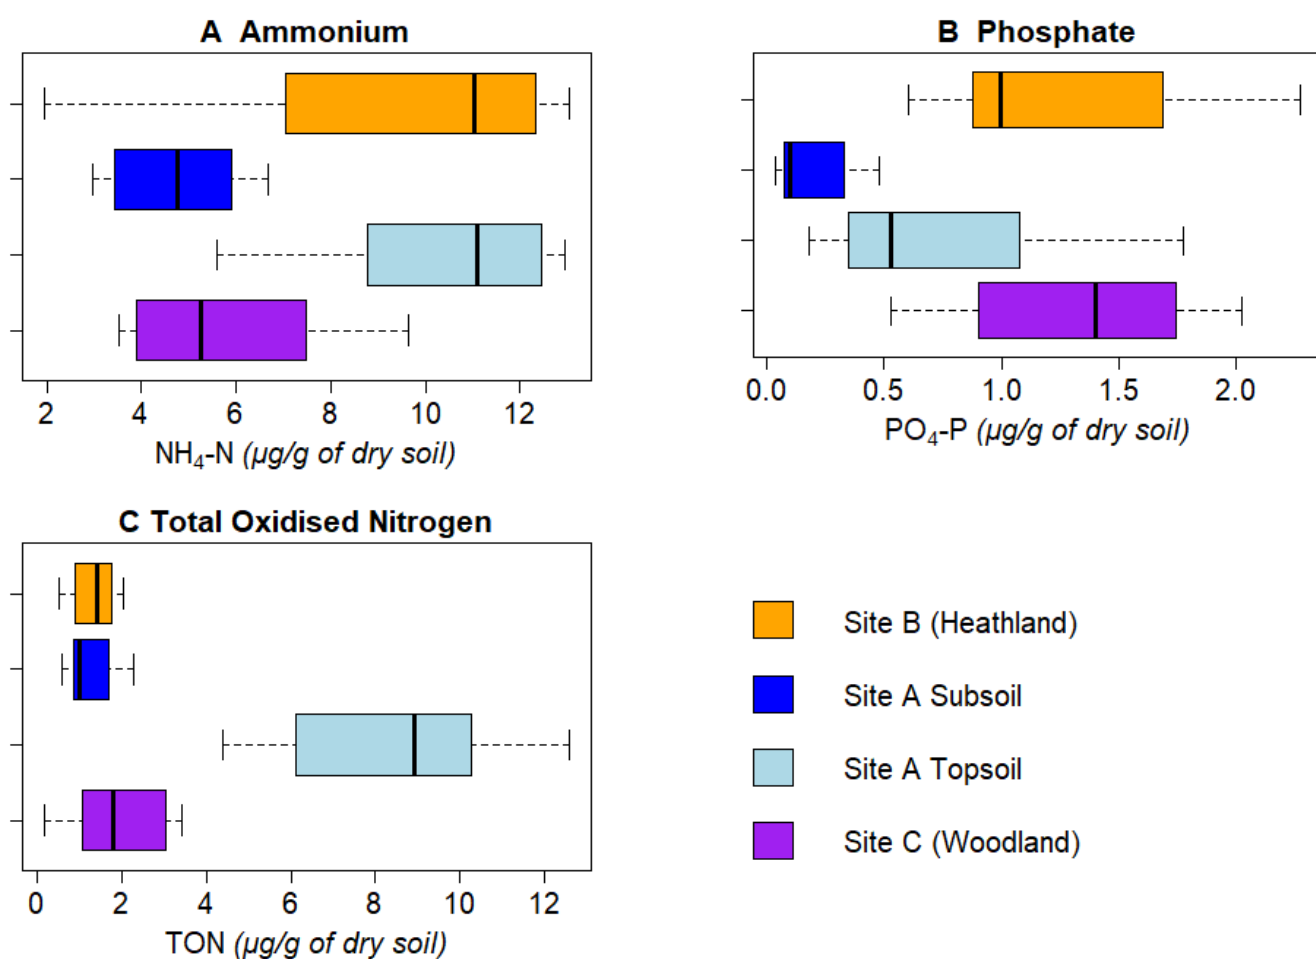 A Ammonium
2 4 6 8 10 12
NH₄-N (µg/g of dry soil)
B Phosphate
0.0 0.5 1.0 1.5 2.0
PO₄-P (µg/g of dry soil)
C Total Oxidised Nitrogen
0 2 4 6 8 10 12
TON (µg/g of dry soil)
Site B (Heathland)
Site A Subsoil
Site A Topsoil
Site C (Woodland)